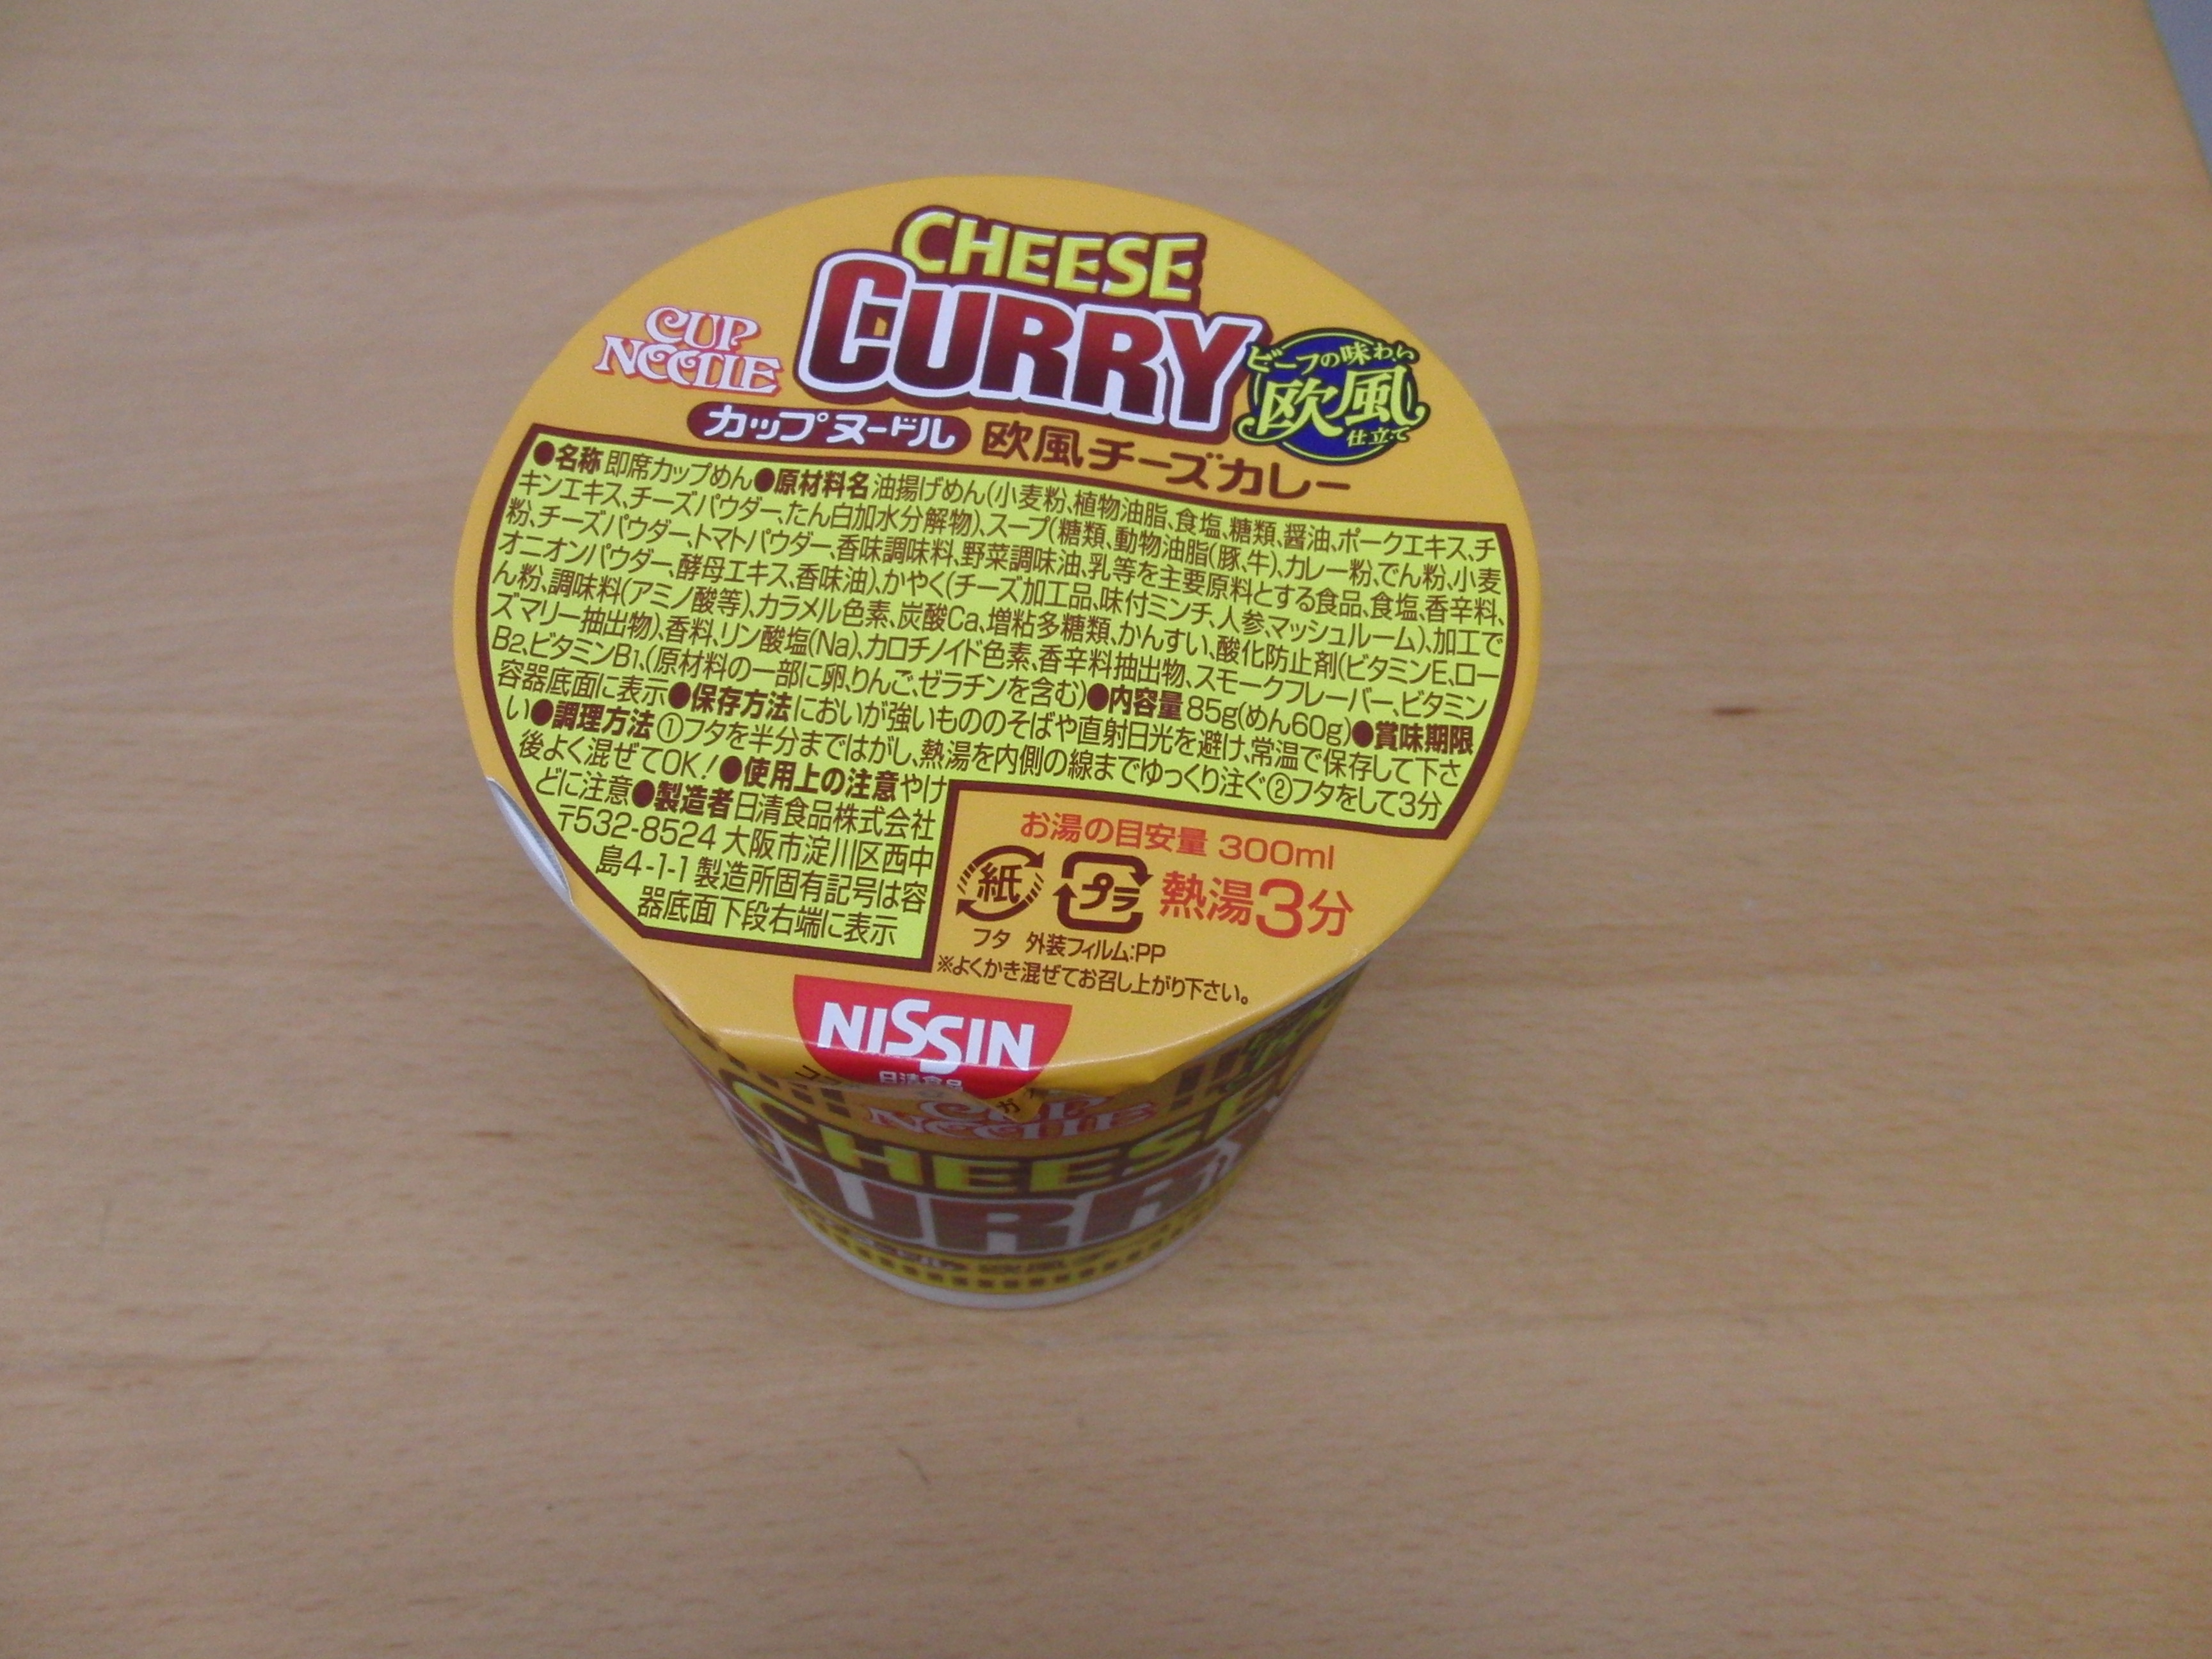 CHEESE
CURRY
CUP
NOODLE
ビーフの味わい
欧風
仕立て
カップヌードル 欧風チーズカレー
●名称 即席カップめん●原材料名 油揚げめん(小麦粉、植物油脂、食塩、糖類、醤油、ポークエキス、チ
キンエキス、チーズパウダー、たん白加水分解物)、スープ(糖類、動物油脂(豚、牛)、カレー粉、でん粉、小麦
粉、チーズパウダー、トマトパウダー、香味調味料、野菜調味油、乳等を主要原料とする食品、食塩、香辛料、
オニオンパウダー、酵母エキス、香味油)、かやく(チーズ加工品、味付ミンチ、人参、マッシュルーム)、加工で
ん粉、調味料(アミノ酸等)、カラメル色素、炭酸Ca、増粘多糖類、かんすい、酸化防止剤(ビタミンE、ロー
ズマリー抽出物)、香料、リン酸塩(Na)、カロチノイド色素、香辛料抽出物、スモークフレーバー、ビタミン
B2、ビタミンB1、(原材料の一部に卵、りんご、ゼラチンを含む)●内容量 85g(めん60g)●賞味期限
容器底面に表示●保存方法 においが強いもののそばや直射日光を避け、常温で保存して下さ
い●調理方法 ①フタを半分まではがし、熱湯を内側の線までゆっくり注ぐ②フタをして3分
後よく混ぜてOK!●使用上の注意 やけ
どに注意●製造者 日清食品株式会社
〒532-8524 大阪市淀川区西中
島4-1-1 製造所固有記号は容
器底面下段右端に表示
お湯の目安量 300ml
紙 プラ 熱湯3分
フタ 外装フィルム:PP
※よくかき混ぜてお召し上がり下さい。
NISSIN
日清食品
CUP
NOODLE
CHEESE
CURRY